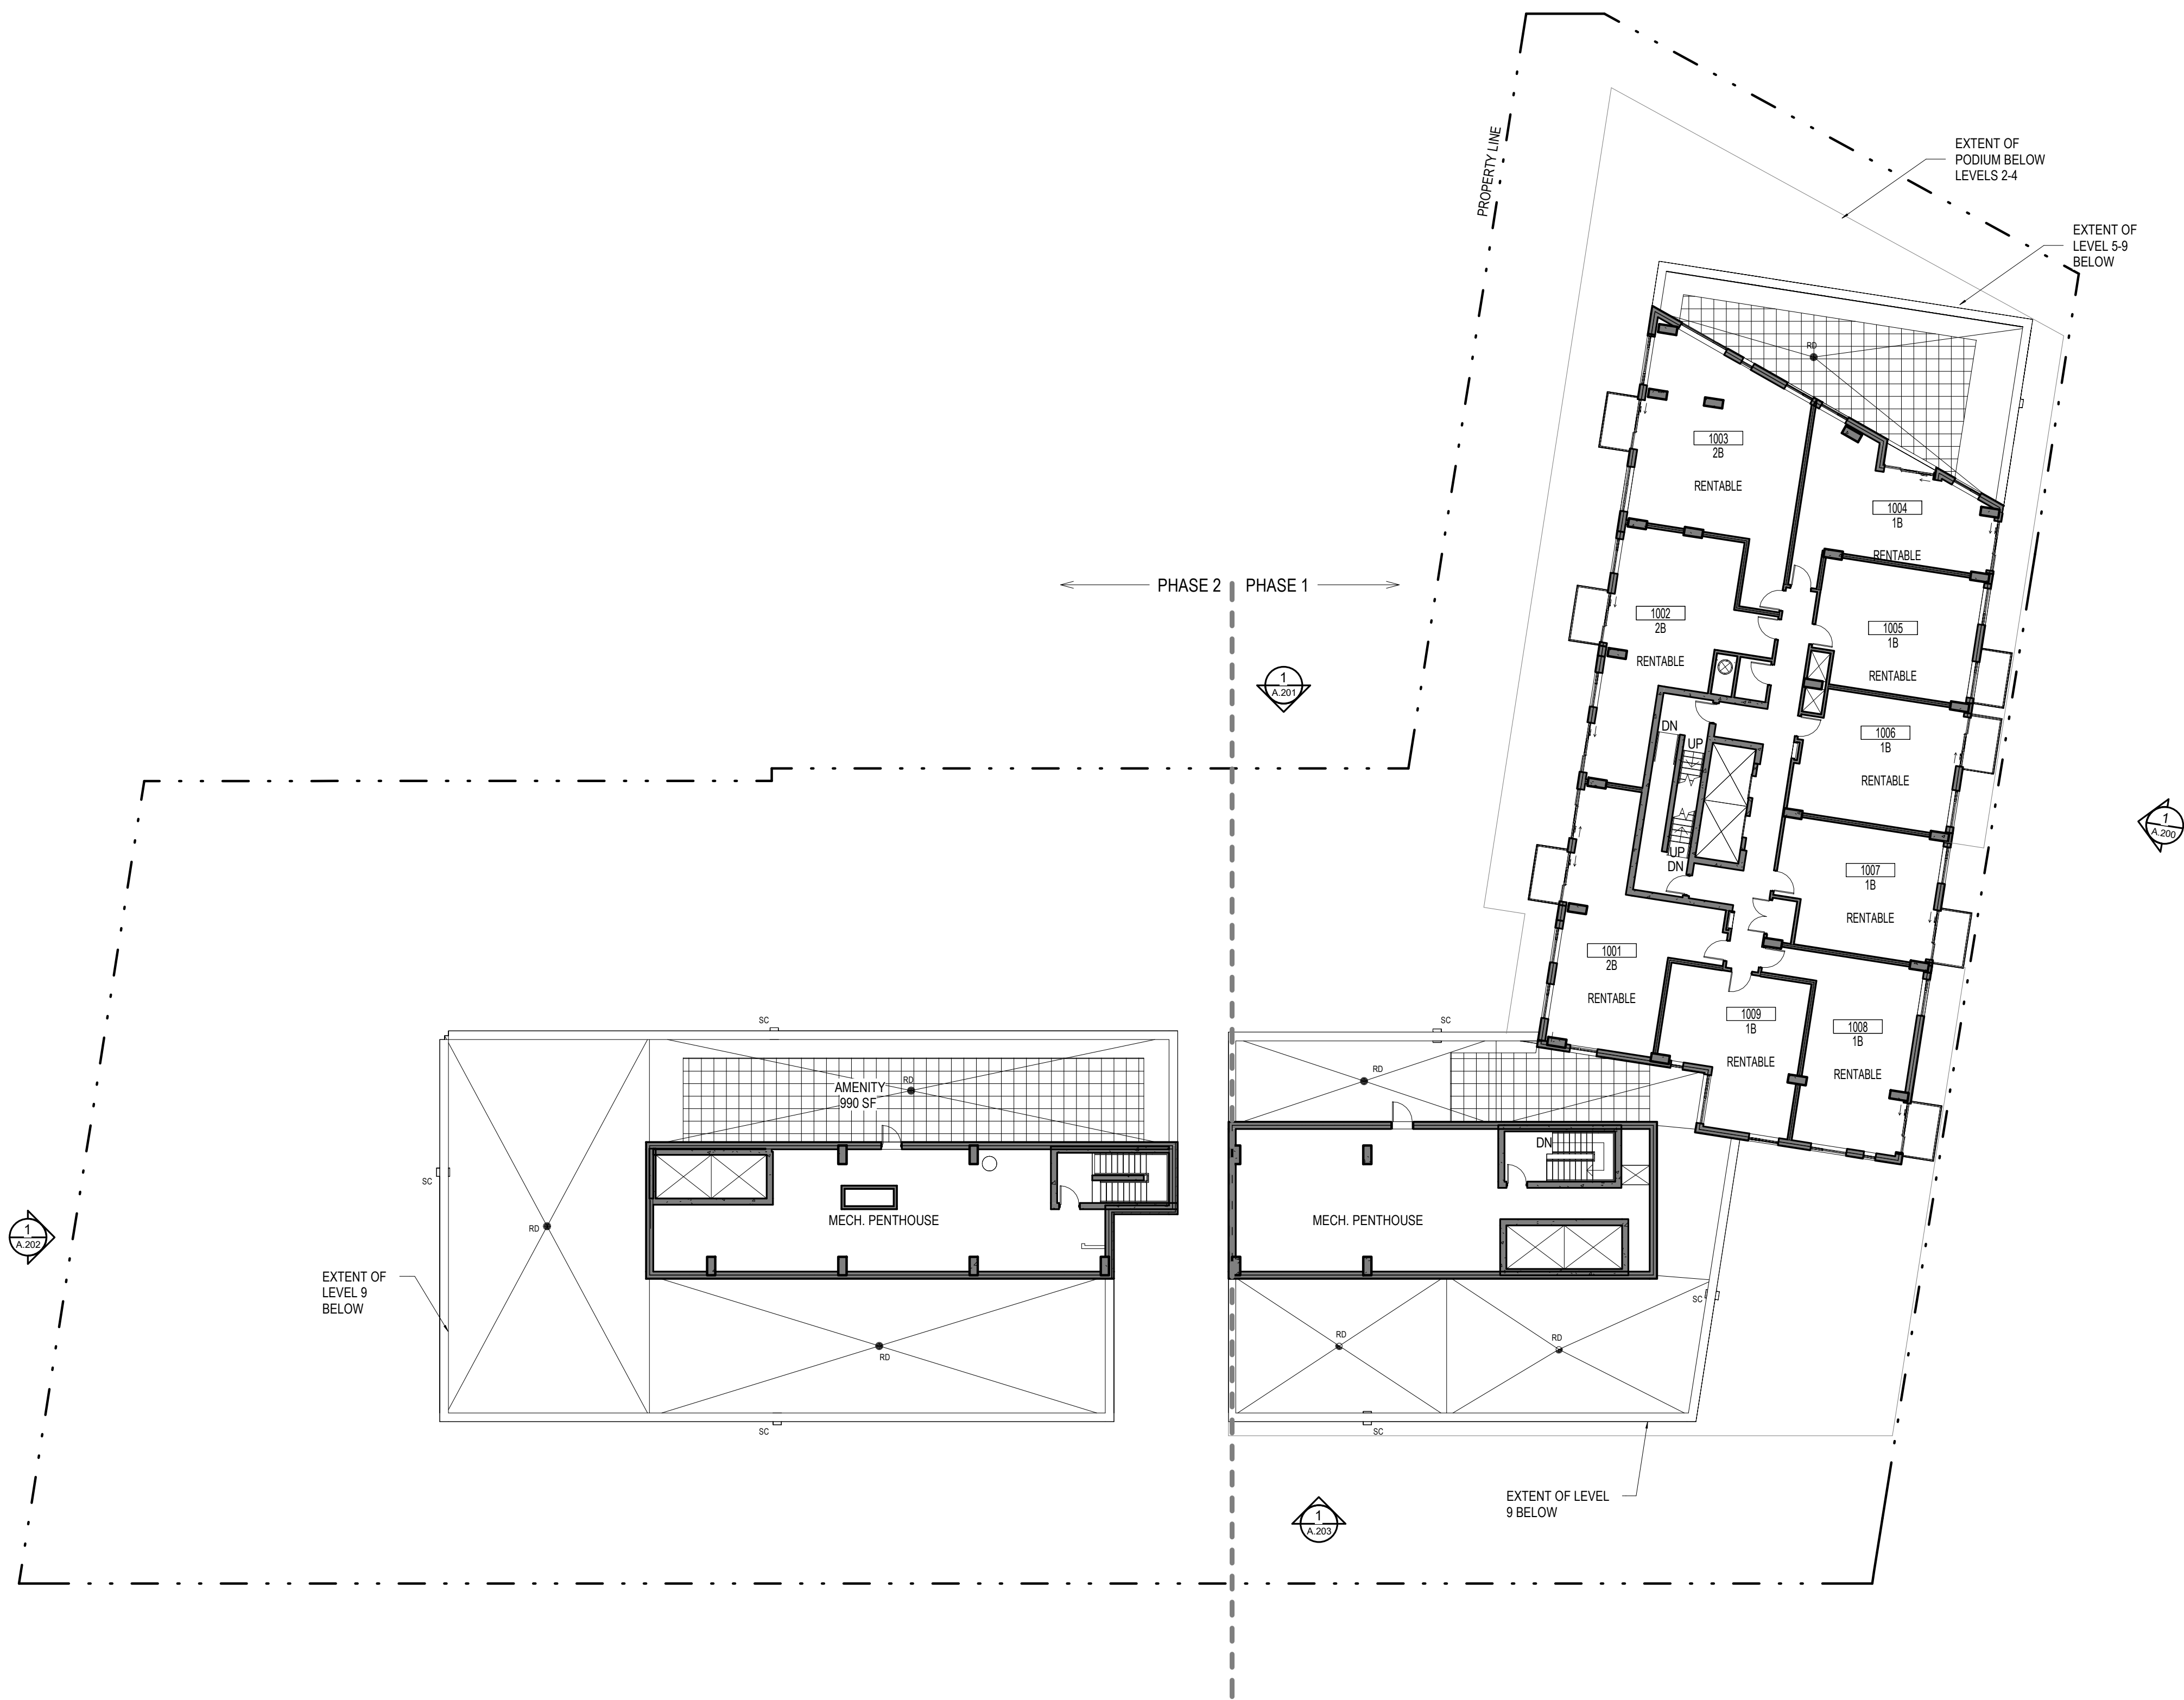 PROPERTY LINE
EXTENT OF
PODIUM BELOW
LEVELS 2-4
EXTENT OF
LEVEL 5-9
BELOW
RD
1003
2B
RENTABLE
1004
1B
RENTABLE
PHASE 2
PHASE 1
1002
2B
RENTABLE
1005
1B
RENTABLE
1
A.201
DN
UP
1006
1B
RENTABLE
1
A.200
UP
DN
1007
1B
RENTABLE
1001
2B
RENTABLE
1009
1B
RENTABLE
1008
1B
RENTABLE
SC
SC
AMENITY
990 SF
RD
RD
DN
SC
MECH. PENTHOUSE
MECH. PENTHOUSE
RD
1
A.202
EXTENT OF
LEVEL 9
BELOW
SC
RD
RD
RD
SC
SC
EXTENT OF LEVEL
9 BELOW
1
A.203